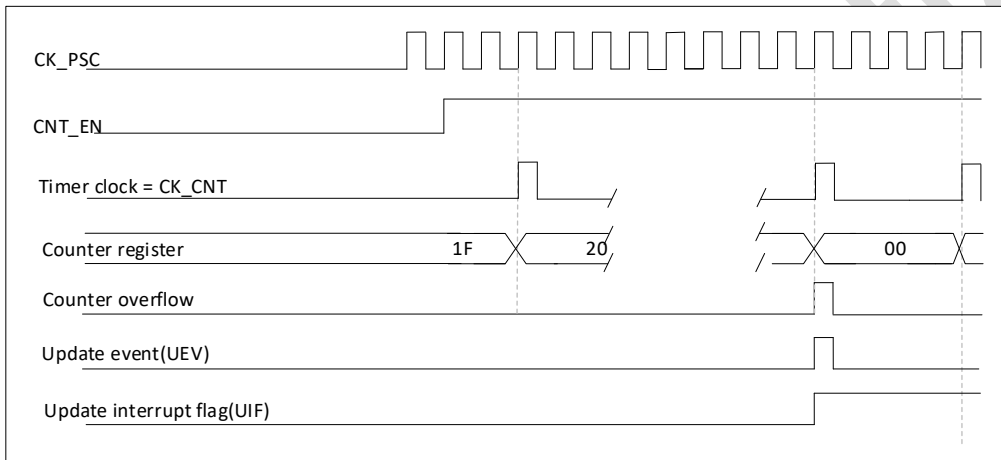 CK_PSC
CNT_EN
Timer clock = CK_CNT
Counter register 1F 20 00
Counter overflow
Update event(UEV)
Update interrupt flag(UIF)